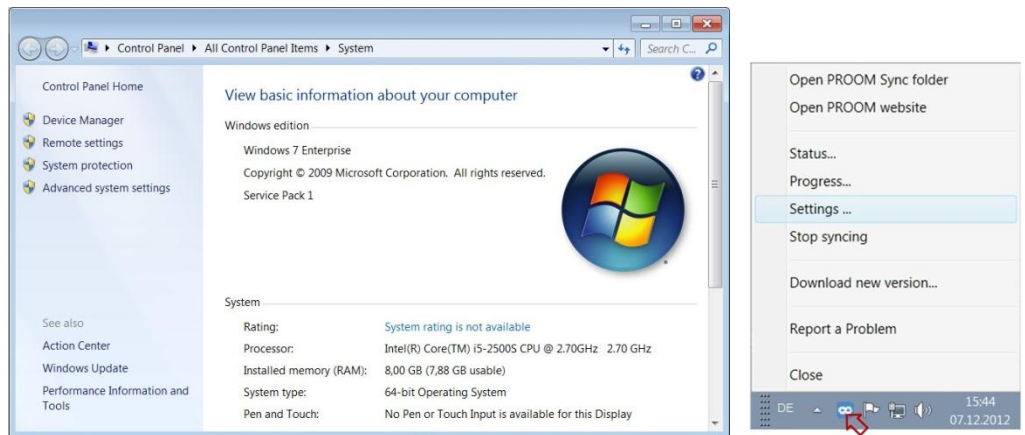 Control Panel ▸ All Control Panel Items ▸ System
Search C...
Control Panel Home
Device Manager
Remote settings
System protection
Advanced system settings
See also
Action Center
Windows Update
Performance Information and
Tools
View basic information about your computer
Windows edition
Windows 7 Enterprise
Copyright © 2009 Microsoft Corporation. All rights reserved.
Service Pack 1
System
Rating: System rating is not available
Processor: Intel(R) Core(TM) i5-2500S CPU @ 2.70GHz 2.70 GHz
Installed memory (RAM): 8,00 GB (7,88 GB usable)
System type: 64-bit Operating System
Pen and Touch: No Pen or Touch Input is available for this Display
Open PROOM Sync folder
Open PROOM website
Status...
Progress...
Settings ...
Stop syncing
Download new version...
Report a Problem
Close
DE
15:44
07.12.2012